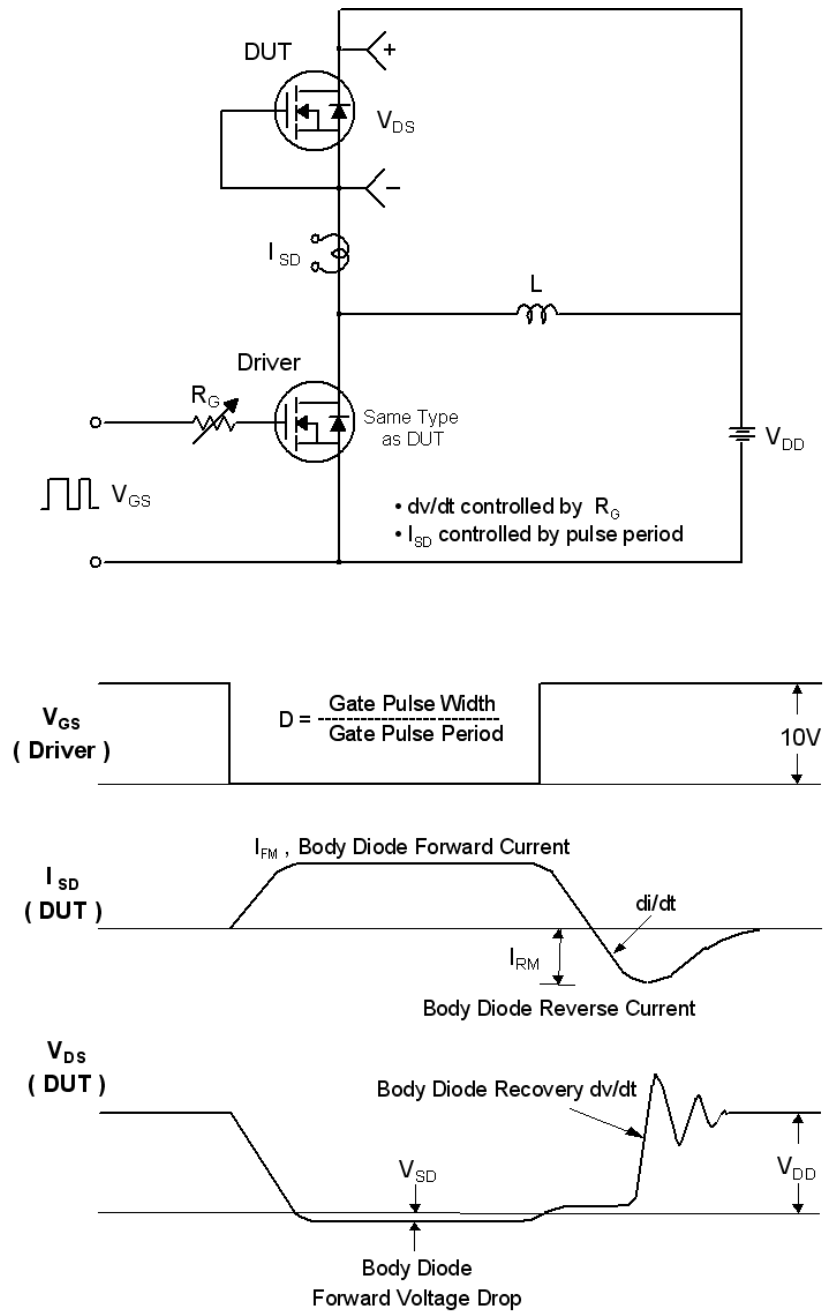 DUT
+
V_DS
−
I_SD
L
Driver
R_G
Same Type
as DUT
V_DD
V_GS
• dv/dt controlled by R_G
• I_SD controlled by pulse period
V_GS
( Driver )
D = Gate Pulse Width
Gate Pulse Period
10V
I_FM , Body Diode Forward Current
I_SD
( DUT )
di/dt
I_RM
Body Diode Reverse Current
V_DS
( DUT )
Body Diode Recovery dv/dt
V_SD
V_DD
Body Diode
Forward Voltage Drop